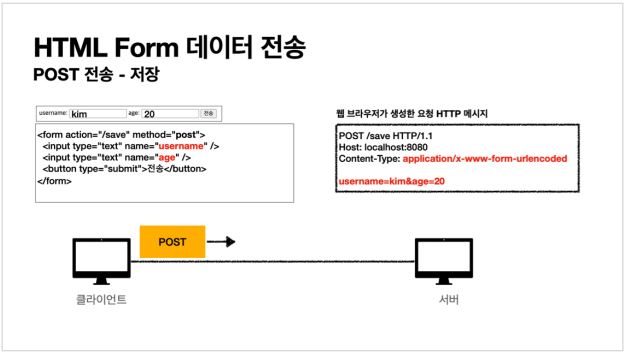 HTML Form 데이터 전송
POST 전송 - 저장
username: kim age: 20 전송
<form action="/save" method="post">
<input type="text" name="username" />
<input type="text" name="age" />
<button type="submit">전송</button>
</form>
웹 브라우저가 생성한 요청 HTTP 메시지
POST /save HTTP/1.1
Host: localhost:8080
Content-Type: application/x-www-form-urlencoded
username=kim&age=20
POST
클라이언트
서버